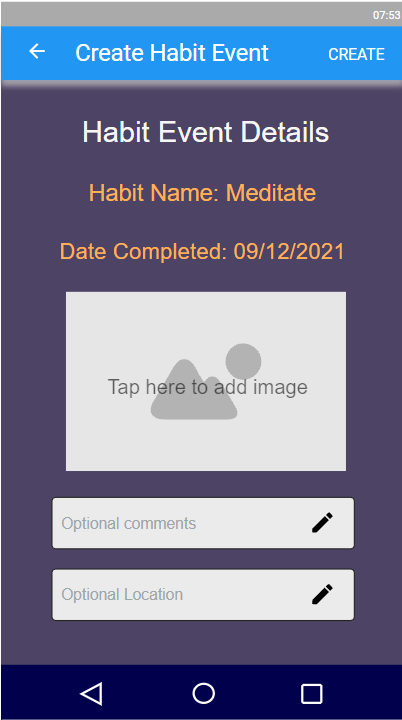 07:53
Create Habit Event
CREATE
Habit Event Details
Habit Name: Meditate
Date Completed: 09/12/2021
Tap here to add image
Optional comments
Optional Location